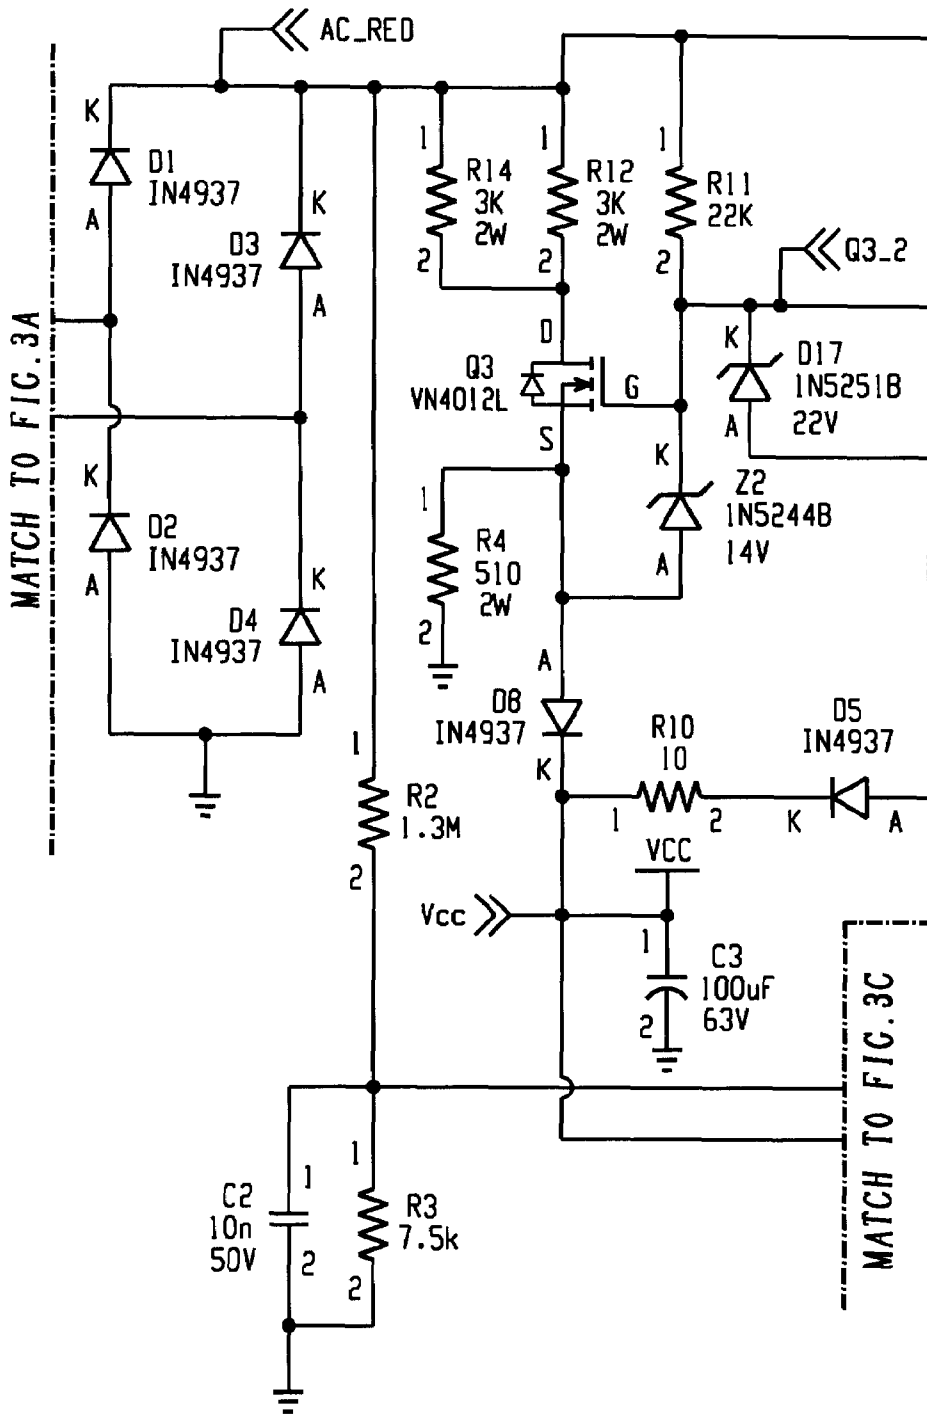 AC_RED
K
D1
IN4937
A
K
D3
IN4937
A
1
R14
3K
2W
2
1
R12
3K
2W
2
1
R11
22K
2
Q3_2
D
Q3
VN4012L
G
S
K
D17
1N5251B
22V
A
MATCH TO FIG.3A
K
D2
IN4937
A
K
D4
IN4937
A
1
R4
510
2W
2
K
Z2
1N5244B
14V
A
A
D8
IN4937
K
R10
10
1
2
D5
IN4937
K
A
1
R2
1.3M
2
VCC
Vcc
1
C3
100uF
63V
2
MATCH TO FIG.3C
1
C2
10n
50V
2
1
R3
7.5k
2